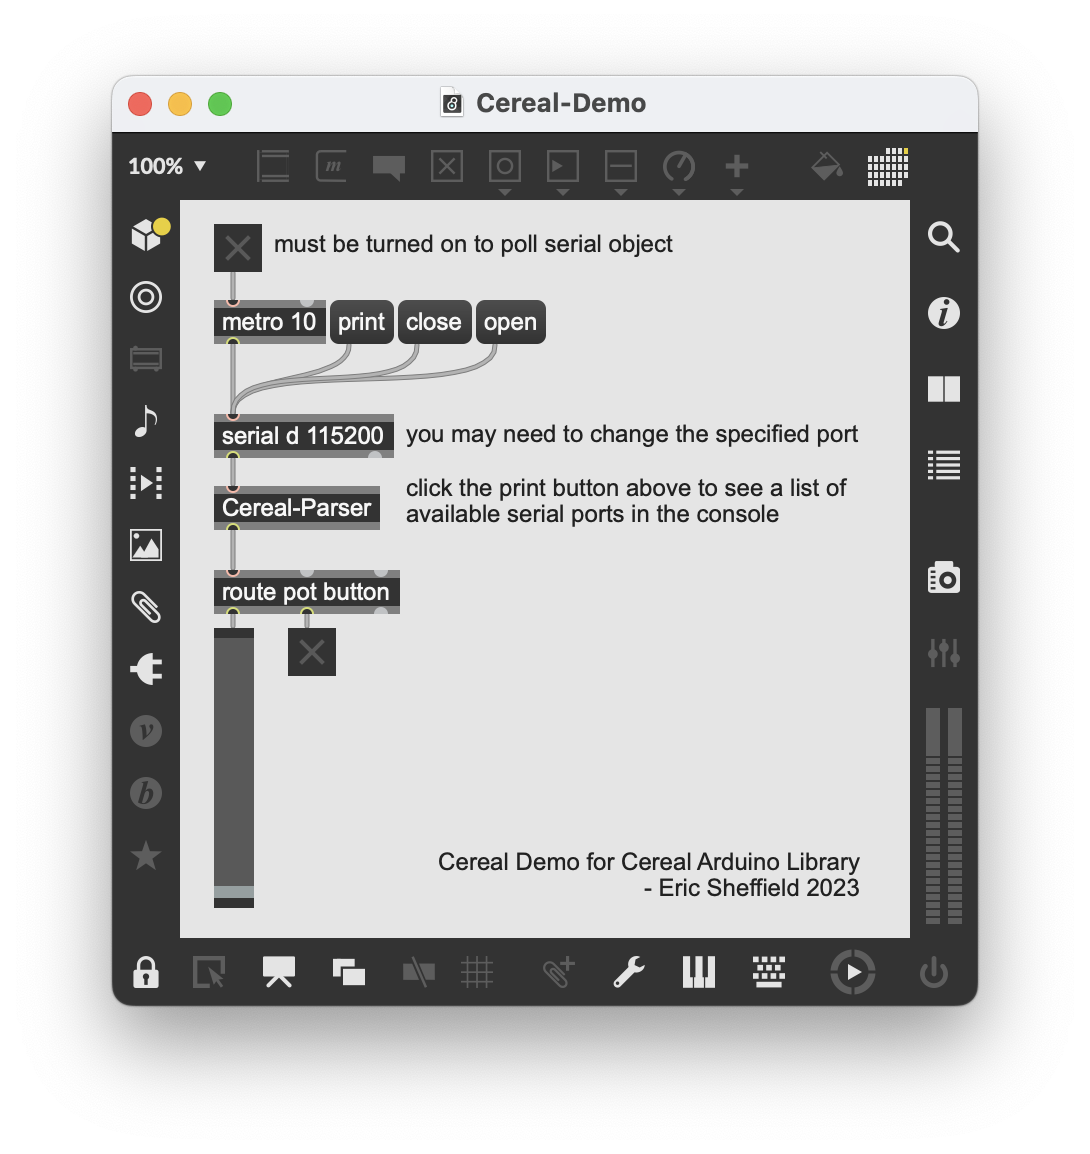 Cereal-Demo
100%
must be turned on to poll serial object
metro 10 print close open
serial d 115200 you may need to change the specified port
click the print button above to see a list of
available serial ports in the console
Cereal-Parser
route pot button
Cereal Demo for Cereal Arduino Library
- Eric Sheffield 2023